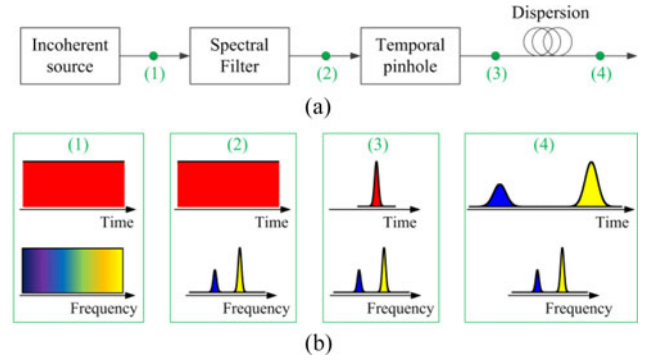 Dispersion
Incoherent
source
Spectral
Filter
Temporal
pinhole
(1)
(2)
(3)
(4)
(a)
(1)
(2)
(3)
(4)
Time
Time
Time
Time
Frequency
Frequency
Frequency
Frequency
(b)